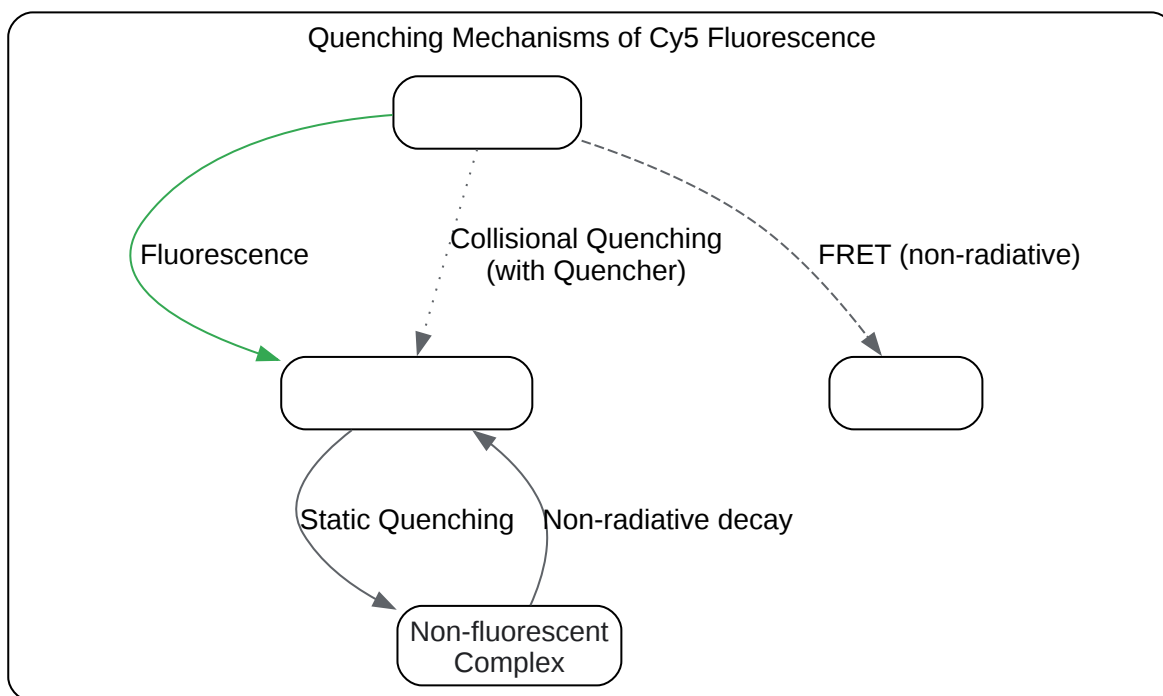 Quenching Mechanisms of Cy5 Fluorescence
Fluorescence
Collisional Quenching
(with Quencher)
FRET (non-radiative)
Static Quenching
Non-radiative decay
Non-fluorescent
Complex